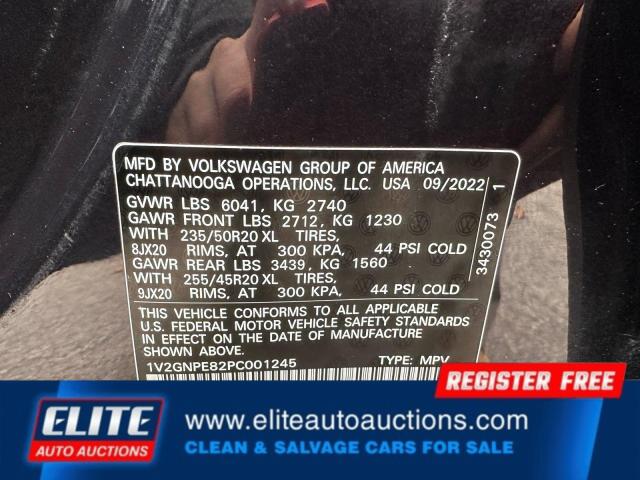 MFD BY VOLKSWAGEN GROUP OF AMERICA
CHATTANOOGA OPERATIONS, LLC. USA 09/2022
GVWR LBS 6041, KG 2740
GAWR FRONT LBS 2712, KG 1230
WITH 235/50R20 XL TIRES,
8JX20 RIMS, AT 300 KPA, 44 PSI COLD
GAWR REAR LBS 3439, KG 1560
WITH 255/45R20 XL TIRES,
9JX20 RIMS, AT 300 KPA, 44 PSI COLD
THIS VEHICLE CONFORMS TO ALL APPLICABLE
U.S. FEDERAL MOTOR VEHICLE SAFETY STANDARDS
IN EFFECT ON THE DATE OF MANUFACTURE
SHOWN ABOVE.
1V2GNPE82PC001245 TYPE: MPV
3430073 1
REGISTER FREE
ELITE
AUTO AUCTIONS
www.eliteautoauctions.com
CLEAN & SALVAGE CARS FOR SALE